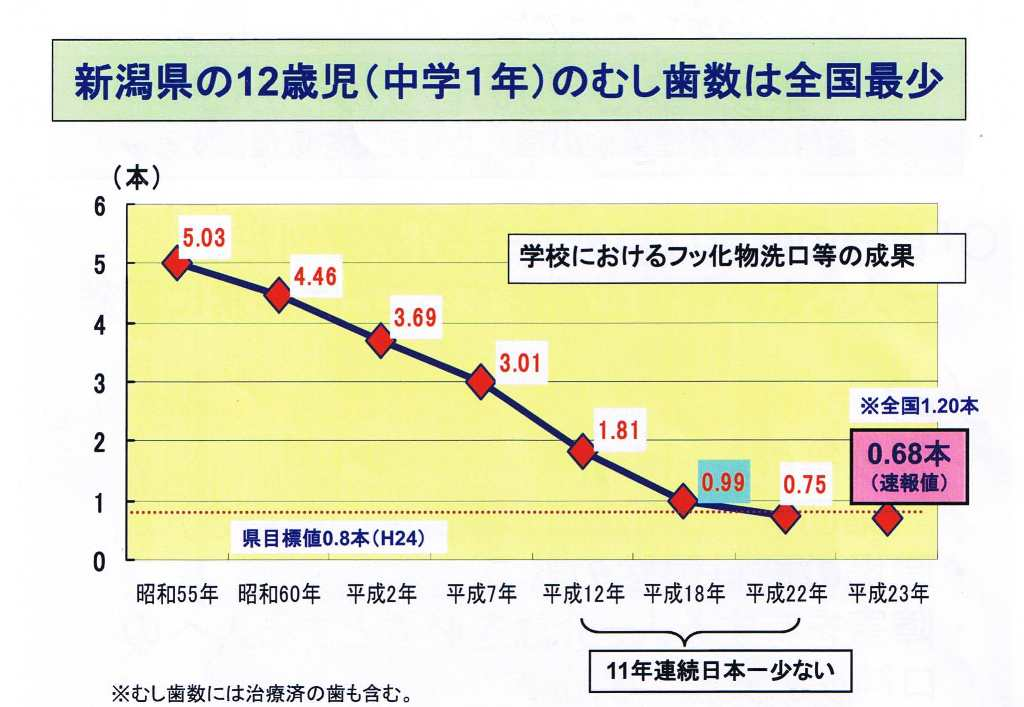 新潟県の12歳児（中学１年）のむし歯数は全国最少
（本）
6
5
4
3
2
1
0
5.03
4.46
3.69
3.01
1.81
0.99
0.75
学校におけるフッ化物洗口等の成果
※全国1.20本
0.68本
（速報値）
県目標値0.8本（H24）
昭和55年 昭和60年 平成2年 平成7年 平成12年 平成18年 平成22年 平成23年
11年連続日本一少ない
※むし歯数には治療済の歯も含む。